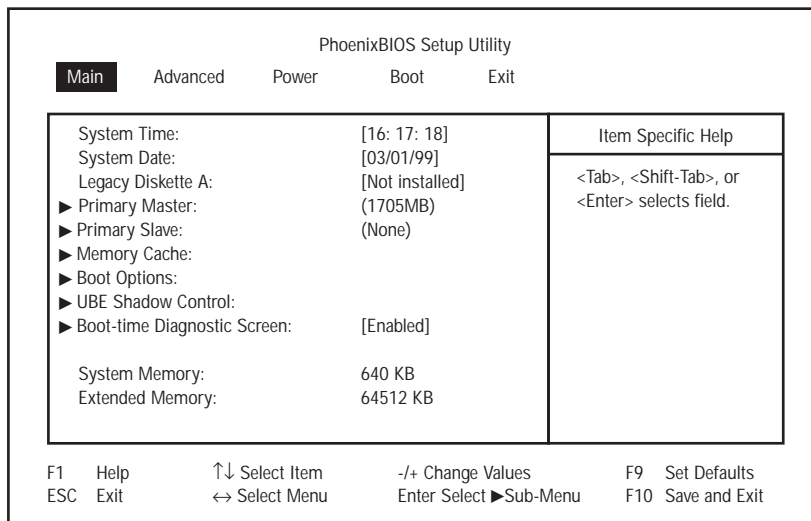 PhoenixBIOS Setup Utility
Main Advanced Power Boot Exit
System Time: [16: 17: 18]
System Date: [03/01/99]
Legacy Diskette A: [Not installed]
▶ Primary Master: (1705MB)
▶ Primary Slave: (None)
▶ Memory Cache:
▶ Boot Options:
▶ UBE Shadow Control:
▶ Boot-time Diagnostic Screen: [Enabled]
System Memory: 640 KB
Extended Memory: 64512 KB
Item Specific Help
<Tab>, <Shift-Tab>, or
<Enter> selects field.
F1 Help ↑↓ Select Item -/+ Change Values F9 Set Defaults
ESC Exit ↔ Select Menu Enter Select ▶Sub-Menu F10 Save and Exit